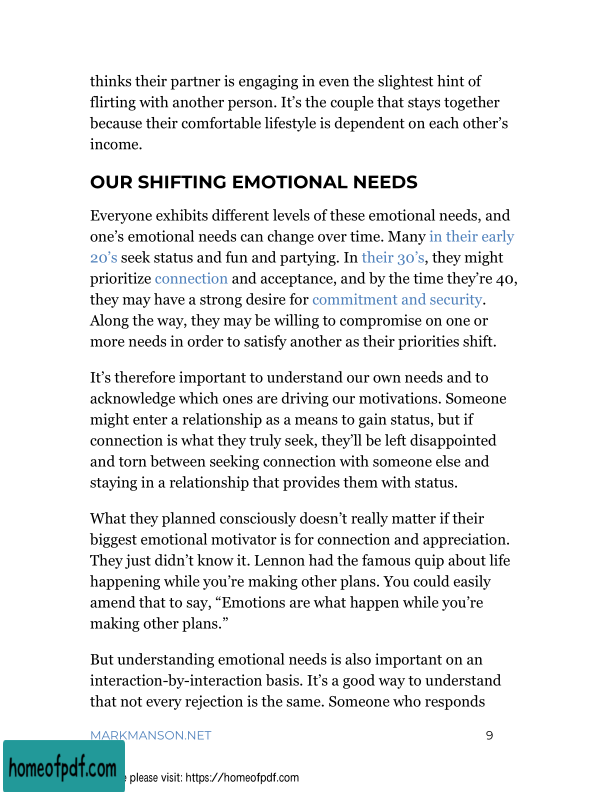 thinks their partner is engaging in even the slightest hint of
flirting with another person. It’s the couple that stays together
because their comfortable lifestyle is dependent on each other’s
income.
OUR SHIFTING EMOTIONAL NEEDS
Everyone exhibits different levels of these emotional needs, and
one’s emotional needs can change over time. Many in their early
20’s seek status and fun and partying. In their 30’s, they might
prioritize connection and acceptance, and by the time they’re 40,
they may have a strong desire for commitment and security.
Along the way, they may be willing to compromise on one or
more needs in order to satisfy another as their priorities shift.
It’s therefore important to understand our own needs and to
acknowledge which ones are driving our motivations. Someone
might enter a relationship as a means to gain status, but if
connection is what they truly seek, they’ll be left disappointed
and torn between seeking connection with someone else and
staying in a relationship that provides them with status.
What they planned consciously doesn’t really matter if their
biggest emotional motivator is for connection and appreciation.
They just didn’t know it. Lennon had the famous quip about life
happening while you’re making other plans. You could easily
amend that to say, “Emotions are what happen while you’re
making other plans.”
But understanding emotional needs is also important on an
interaction-by-interaction basis. It’s a good way to understand
that not every rejection is the same. Someone who responds
MARKMANSON.NET 9
homeofpdf.com
please visit: https://homeofpdf.com